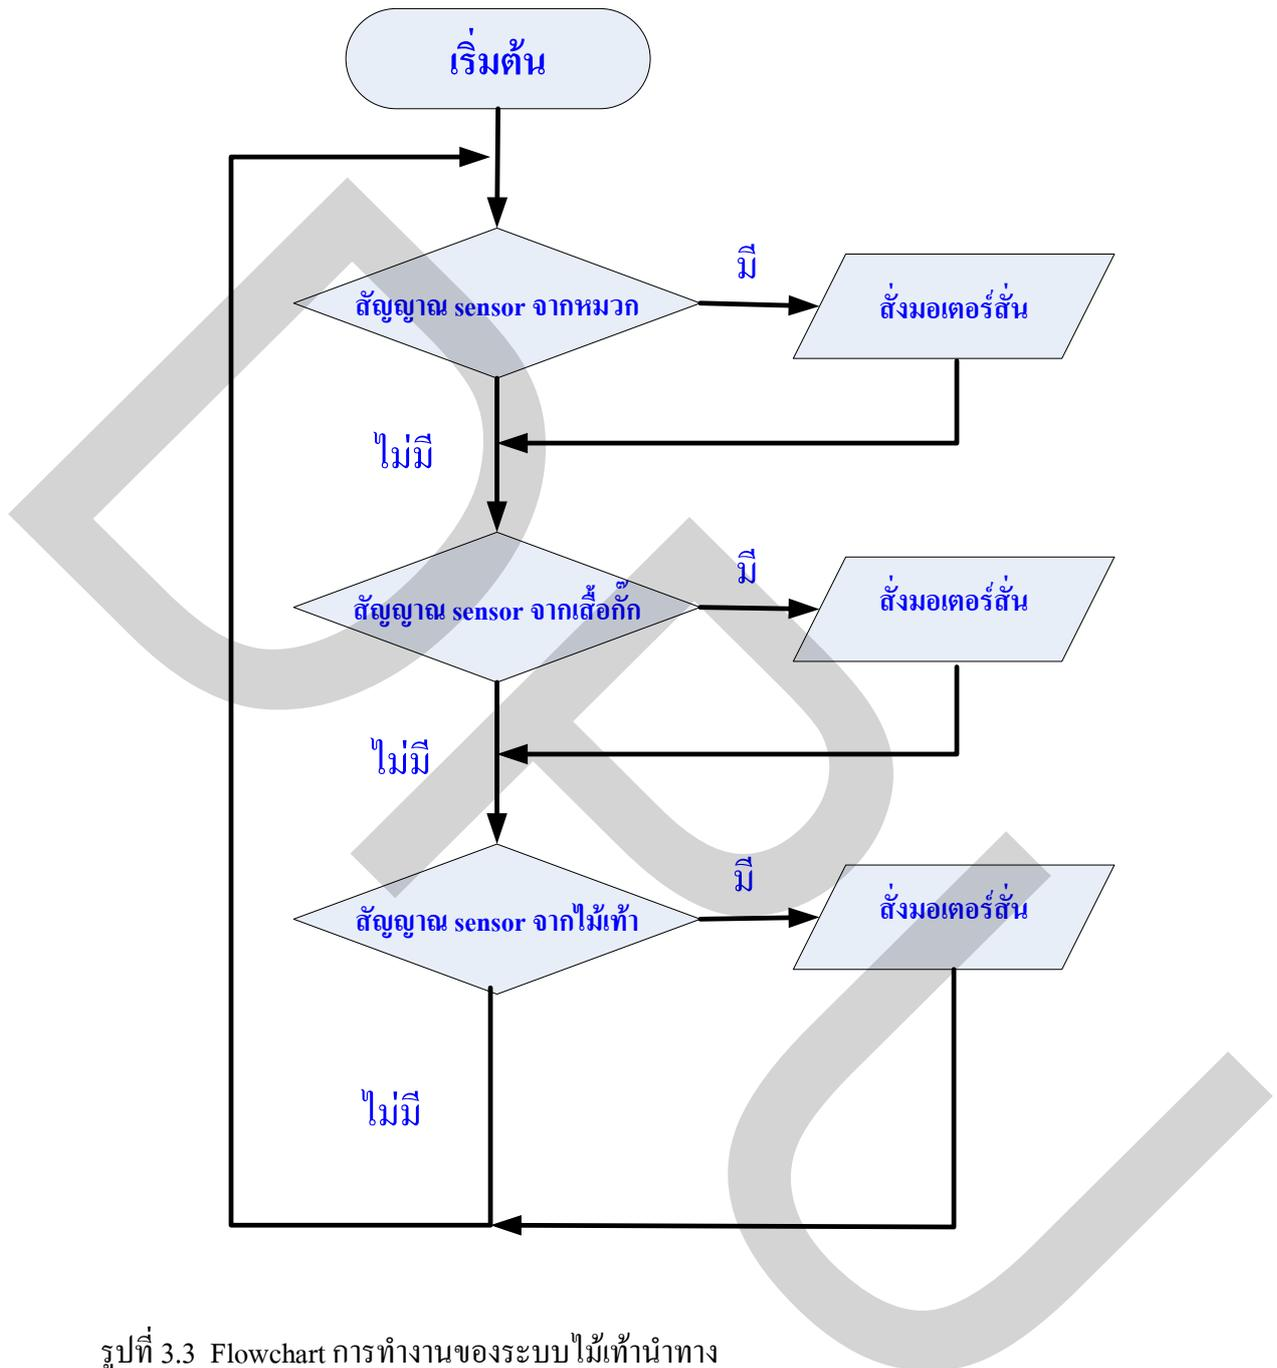 เริ่มต้น
สัญญาณ sensor จากหมวก
มี
สั่งมอเตอร์สั่น
ไม่มี
สัญญาณ sensor จากเสื้อกั๊ก
มี
สั่งมอเตอร์สั่น
ไม่มี
สัญญาณ sensor จากไม้เท้า
มี
สั่งมอเตอร์สั่น
ไม่มี
รูปที่ 3.3 Flowchart การทำงานของระบบไม้เท้านำทาง
DPU